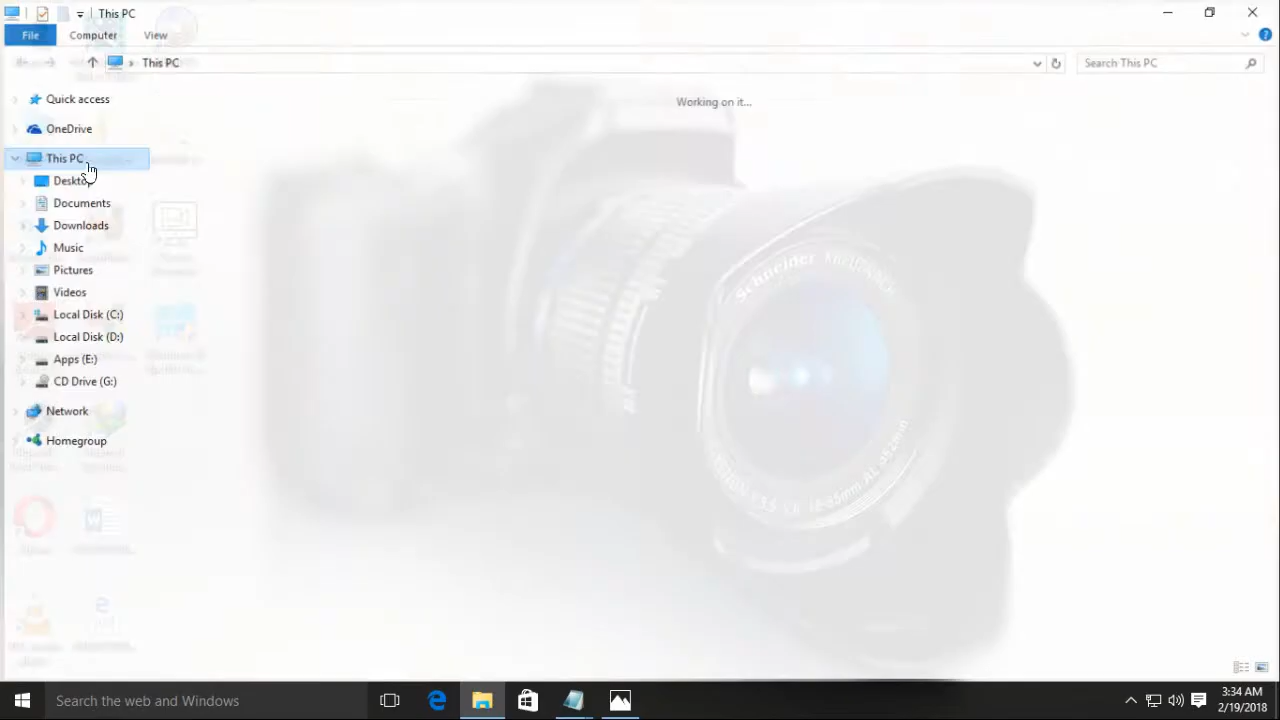 This PC
File
Computer
View
This PC
Search This PC
Working on it...
Quick access
OneDrive
This PC
Desktop
Documents
Downloads
Music
Pictures
Videos
Local Disk (C:)
Local Disk (D:)
Apps (E:)
CD Drive (G:)
Network
Homegroup
Schneider
Search the web and Windows
3:34 AM
2/19/2018